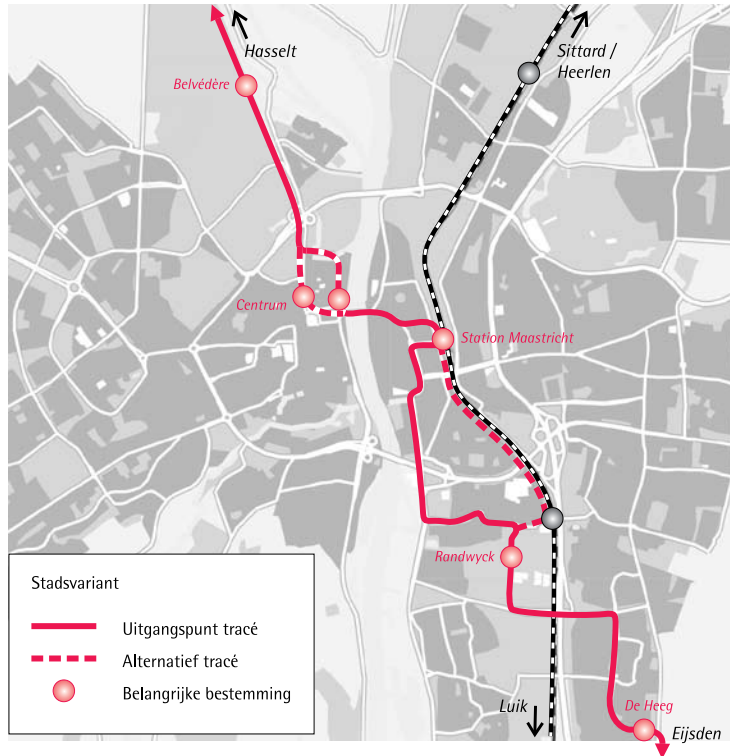 Hasselt
Sittard /
Heerlen
Belvédère
Centrum
Station Maastricht
Randwyck
Stadsvariant
Uitgangspunt tracé
Alternatief tracé
Belangrijke bestemming
Luik
De Heeg
Eijsden